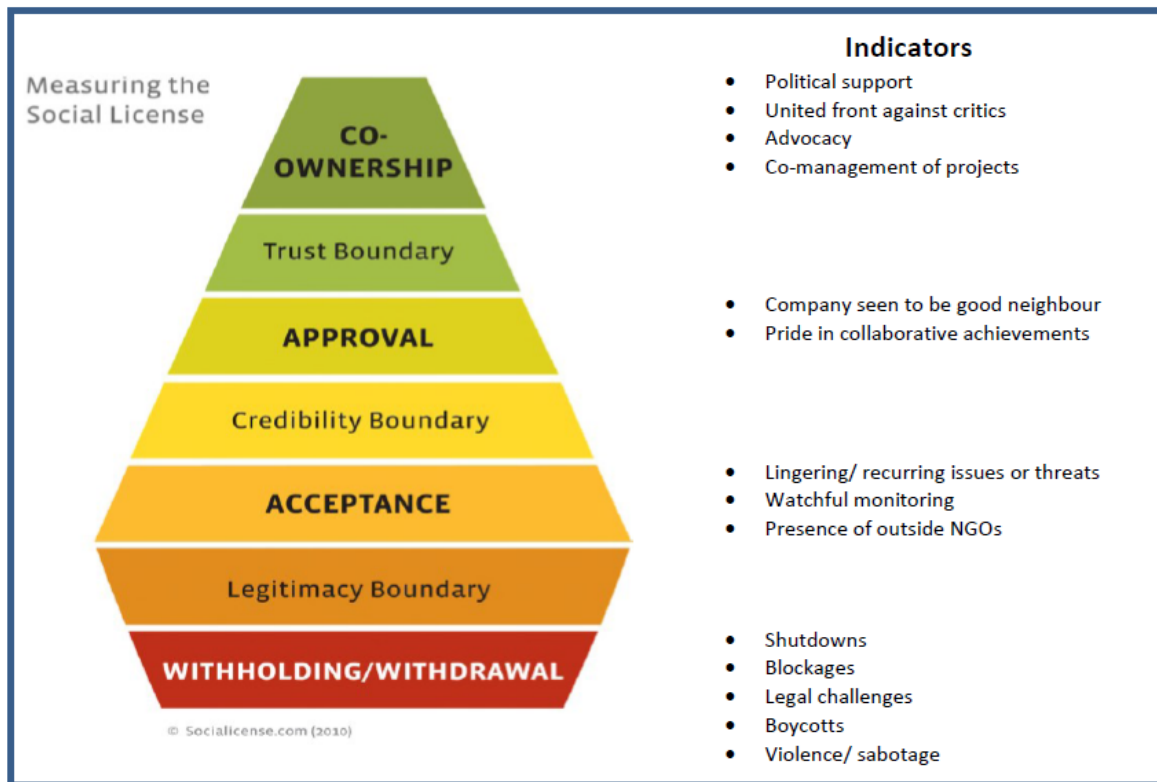 Measuring the
Social License
CO-
OWNERSHIP
Trust Boundary
APPROVAL
Credibility Boundary
ACCEPTANCE
Legitimacy Boundary
WITHHOLDING/WITHDRAWAL
© Socialicense.com (2010)
Indicators
• Political support
• United front against critics
• Advocacy
• Co-management of projects
• Company seen to be good neighbour
• Pride in collaborative achievements
• Lingering/ recurring issues or threats
• Watchful monitoring
• Presence of outside NGOs
• Shutdowns
• Blockages
• Legal challenges
• Boycotts
• Violence/ sabotage